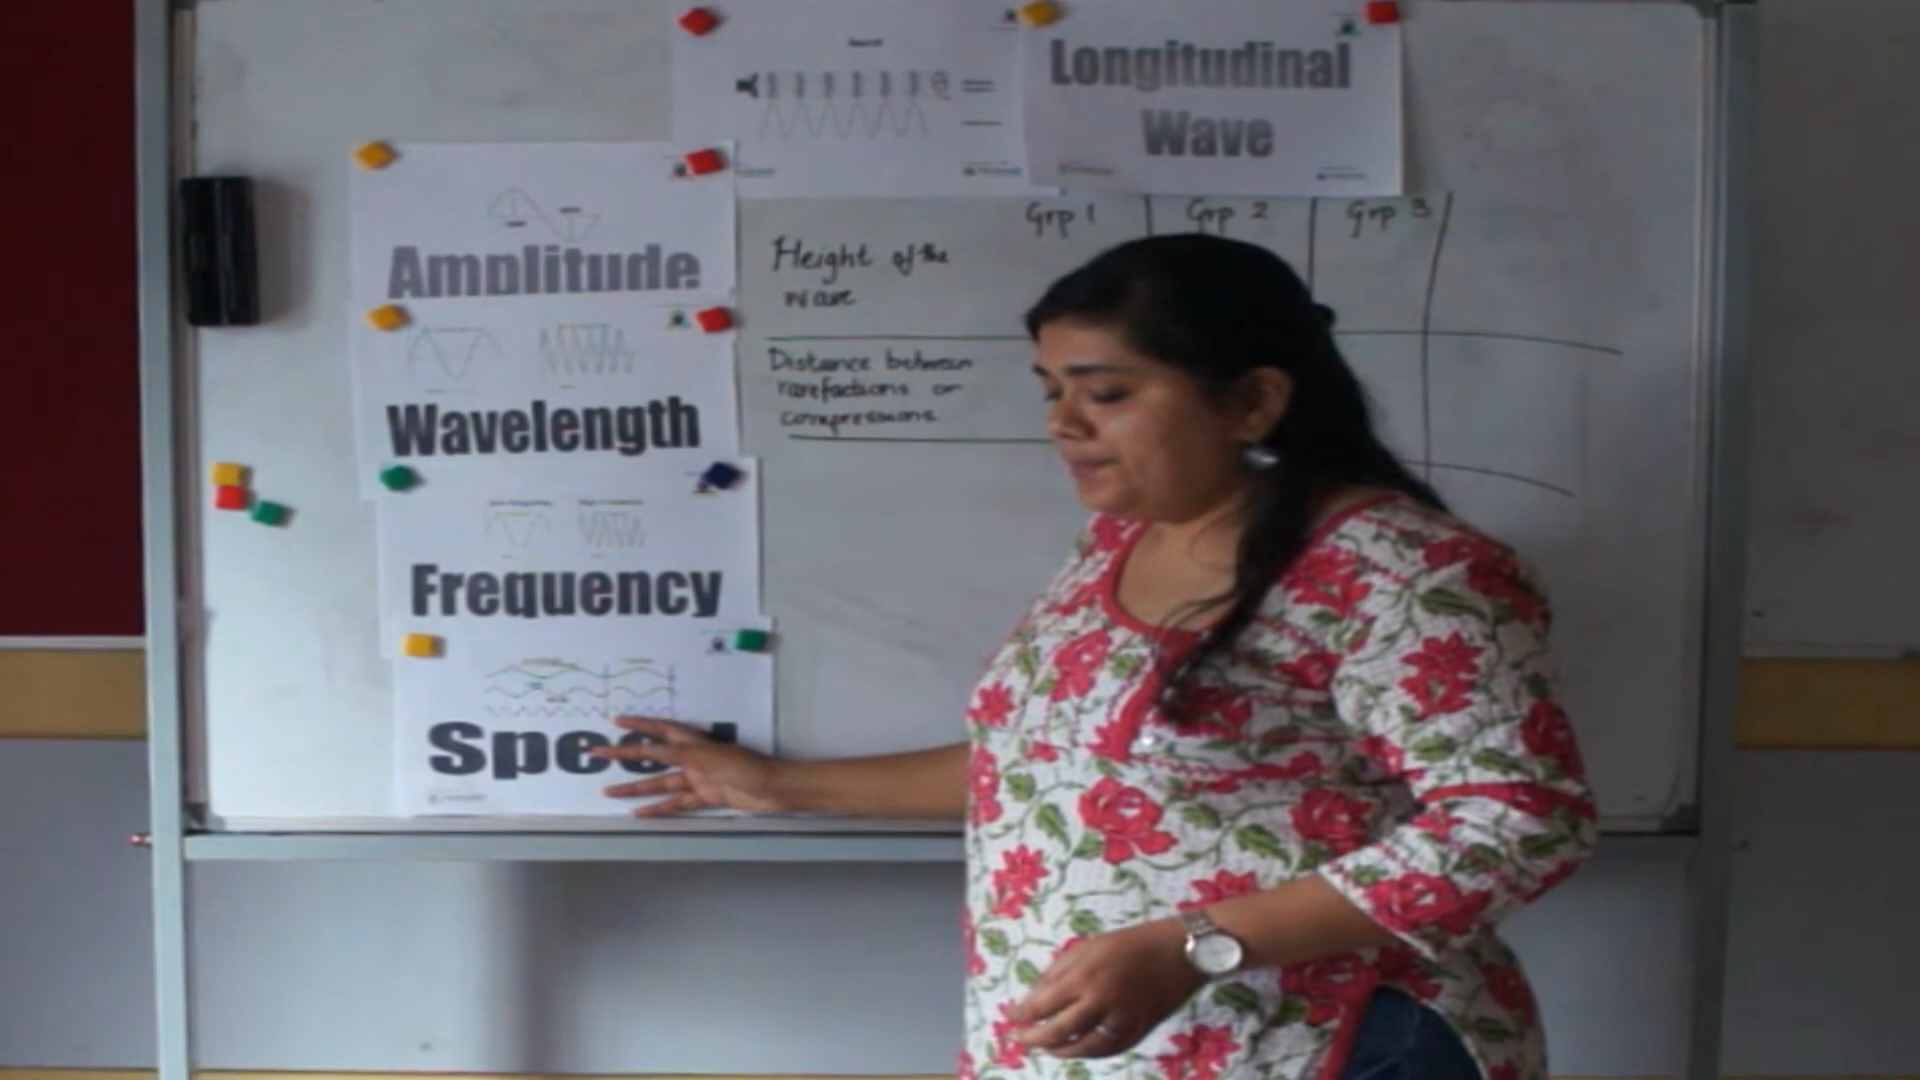 Longitudinal
Wave
Amplitude
Wavelength
Frequency
Speed
Grp 1
Grp 2
Grp 3
Height of the
wave
Distance between
rarefactions or
compressions.